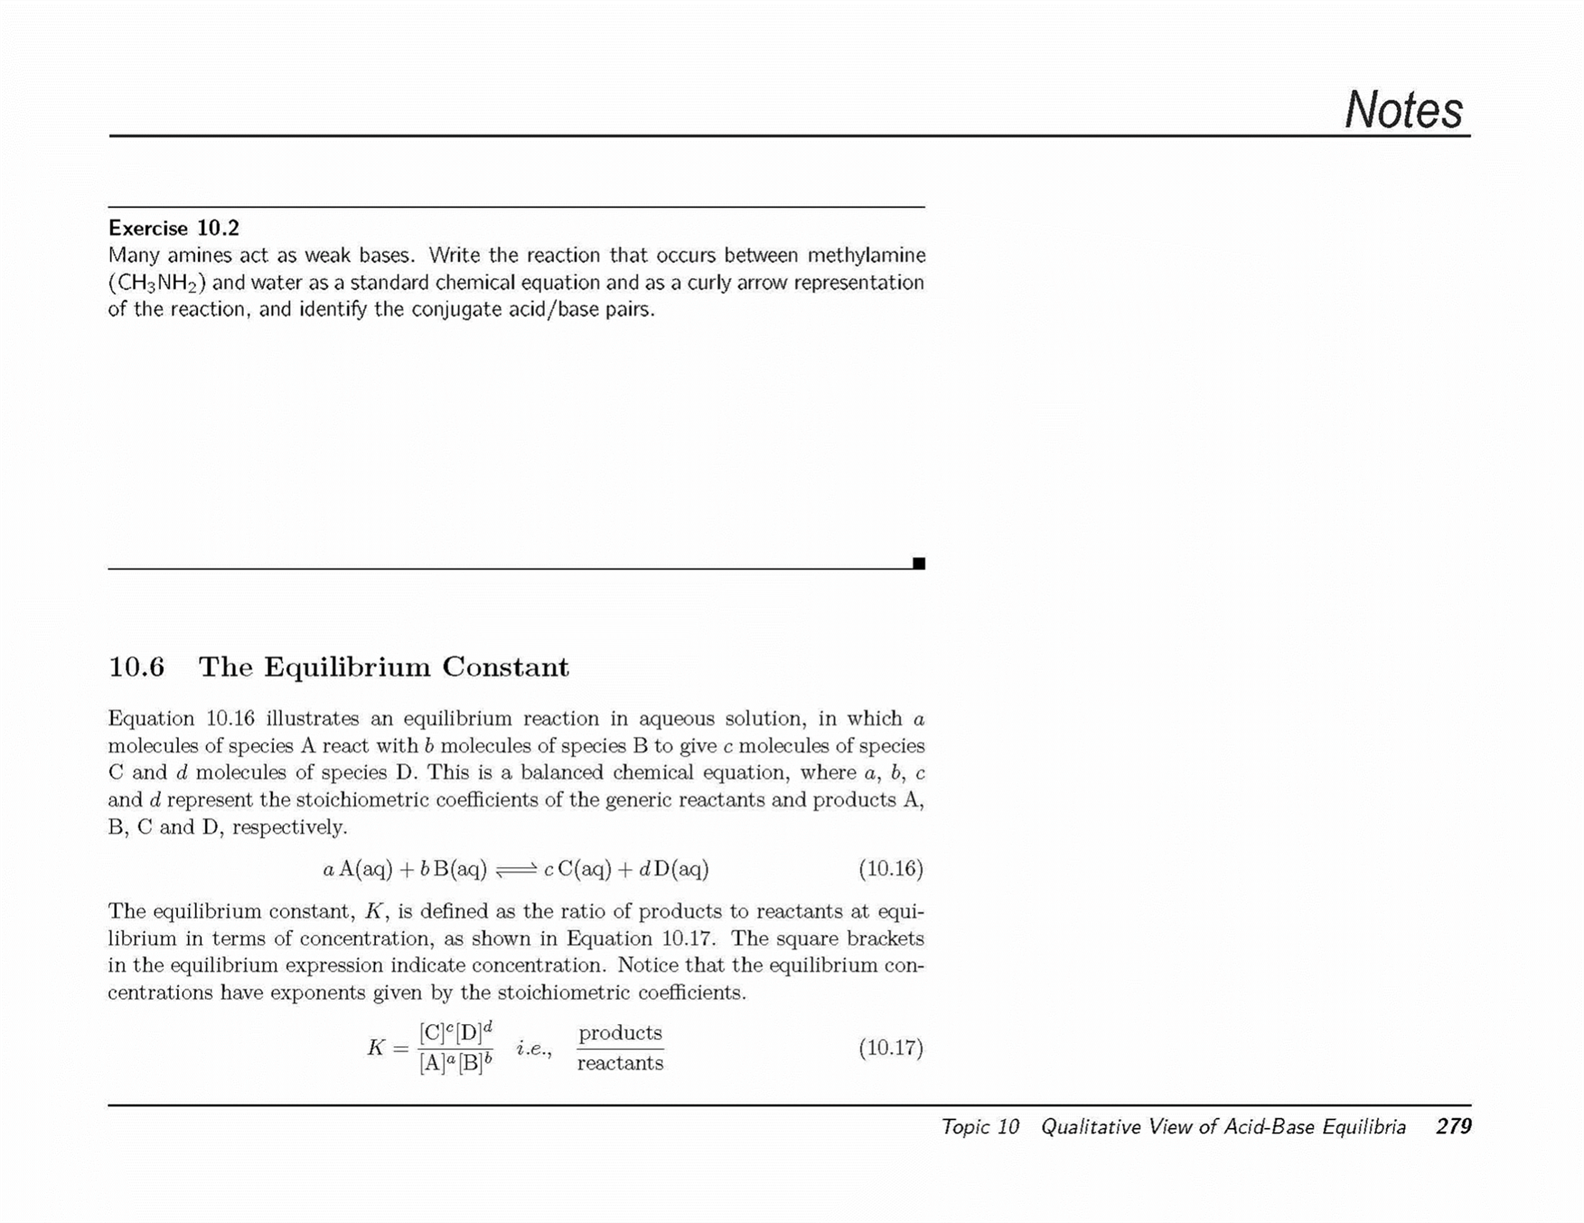 Notes
Exercise 10.2
Many amines act as weak bases. Write the reaction that occurs between methylamine
(CH₃NH₂) and water as a standard chemical equation and as a curly arrow representation
of the reaction, and identify the conjugate acid/base pairs.
10.6 The Equilibrium Constant
Equation 10.16 illustrates an equilibrium reaction in aqueous solution, in which a
molecules of species A react with b molecules of species B to give c molecules of species
C and d molecules of species D. This is a balanced chemical equation, where a, b, c
and d represent the stoichiometric coefficients of the generic reactants and products A,
B, C and D, respectively.
a A(aq) + b B(aq) ⇌ c C(aq) + d D(aq) (10.16)
The equilibrium constant, K, is defined as the ratio of products to reactants at equi-
librium in terms of concentration, as shown in Equation 10.17. The square brackets
in the equilibrium expression indicate concentration. Notice that the equilibrium con-
centrations have exponents given by the stoichiometric coefficients.
K = [C]ᶜ[D]ᵈ / [A]ᵃ[B]ᵇ i.e., products / reactants (10.17)
Topic 10 Qualitative View of Acid-Base Equilibria 279